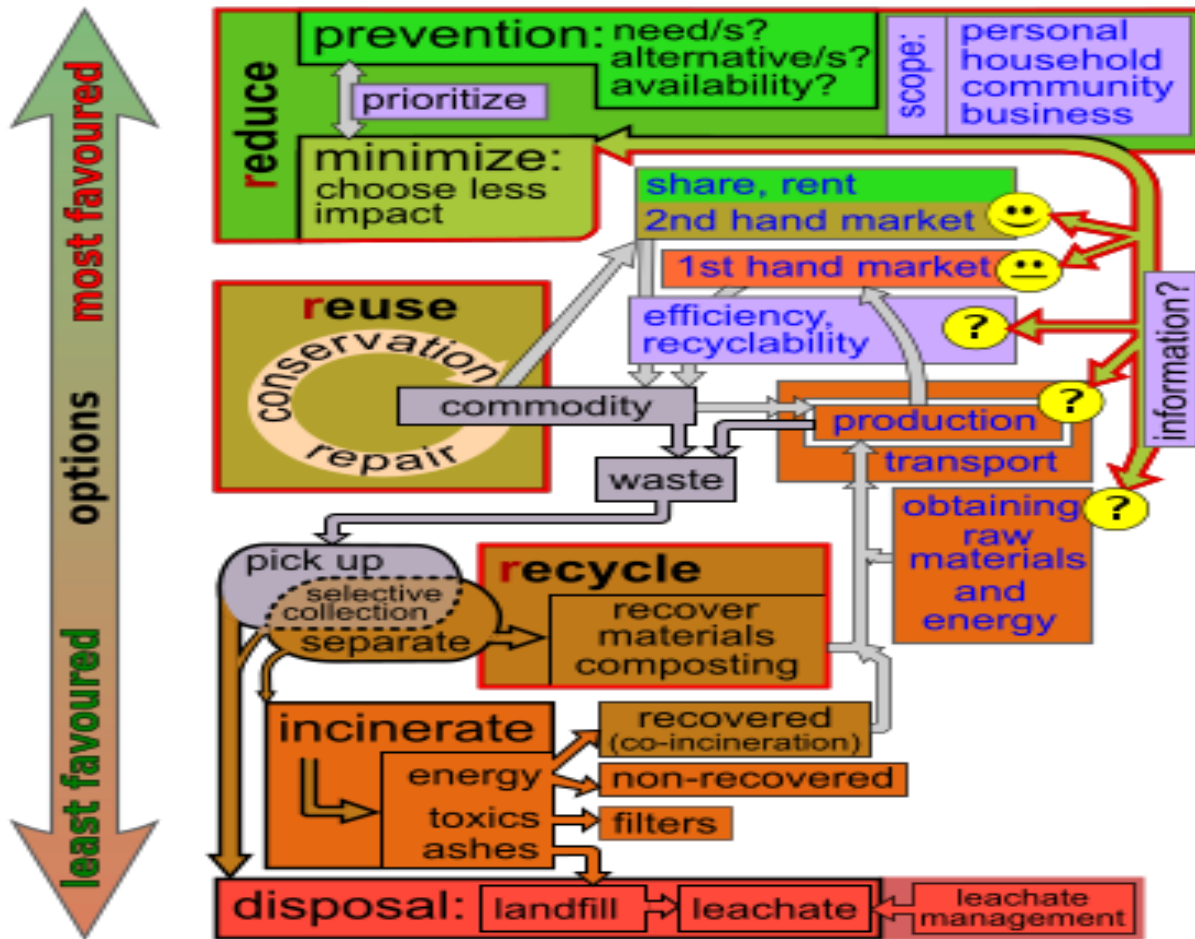 most favoured
options
least favoured
reduce
prevention:
need/s?
alternative/s?
availability?
prioritize
minimize:
choose less
impact
scope:
personal
household
community
business
share, rent
2nd hand market
1st hand market
efficiency,
recyclability
?
information?
reuse
conservation
repair
commodity
production
?
transport
waste
obtaining
raw
materials
and
energy
?
pick up
selective
collection
separate
recycle
recover
materials
composting
incinerate
energy
toxics
ashes
recovered
(co-incineration)
non-recovered
filters
disposal:
landfill
leachate
leachate
management